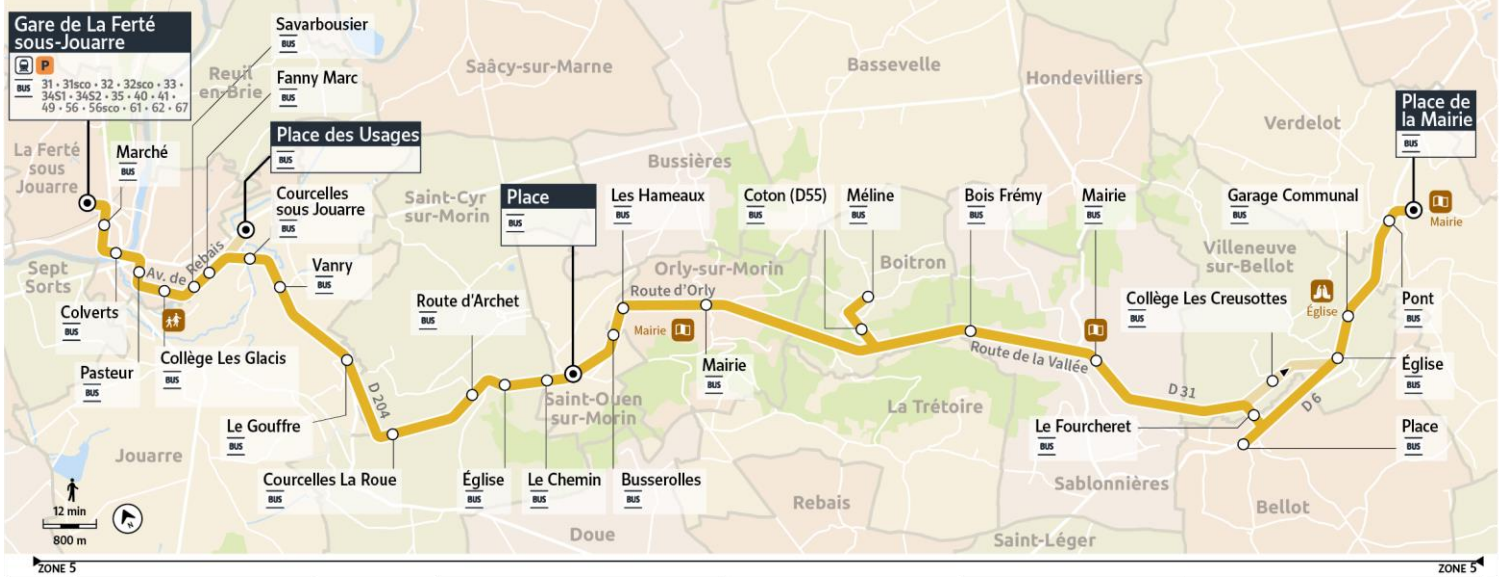 Gare de La Ferté
sous-Jouarre
P
BUS
31 • 31sco • 32 • 32sco • 33 •
34S1 • 34S2 • 35 • 40 • 41 •
49 • 56 • 56sco • 61 • 62 • 67
Savarbousier
BUS
Fanny Marc
BUS
Reuil
en-Brie
Saâcy-sur-Marne
Bassevelle
Hondevilliers
Verdelot
Place de
la Mairie
BUS
Place des Usages
BUS
La Ferté
sous
Jouarre
Marché
BUS
Bussières
Courcelles
sous Jouarre
BUS
Saint-Cyr
sur-Morin
Place
BUS
Les Hameaux
BUS
Coton (D55)
BUS
Méline
BUS
Bois Frémy
BUS
Mairie
BUS
Garage Communal
BUS
Mairie
Sept
Sorts
Av. de Rebais
Vanry
BUS
Orly-sur-Morin
Boitron
Villeneuve
sur-Bellot
Route d'Orly
Route d'Archet
BUS
Colverts
BUS
Mairie
Collège Les Creusottes
BUS
Église
Pont
BUS
Pasteur
BUS
Collège Les Glacis
BUS
Mairie
BUS
Route de la Vallée
Église
BUS
D 204
Saint-Ouen
sur-Morin
La Trétoire
D 31
D 6
Le Gouffre
BUS
Le Fourcheret
BUS
Place
BUS
Jouarre
Courcelles La Roue
BUS
Église
BUS
Le Chemin
BUS
Busserolles
BUS
Sablonnières
Rebais
Bellot
12 min
800 m
N
Doue
Saint-Léger
ZONE 5
ZONE 5